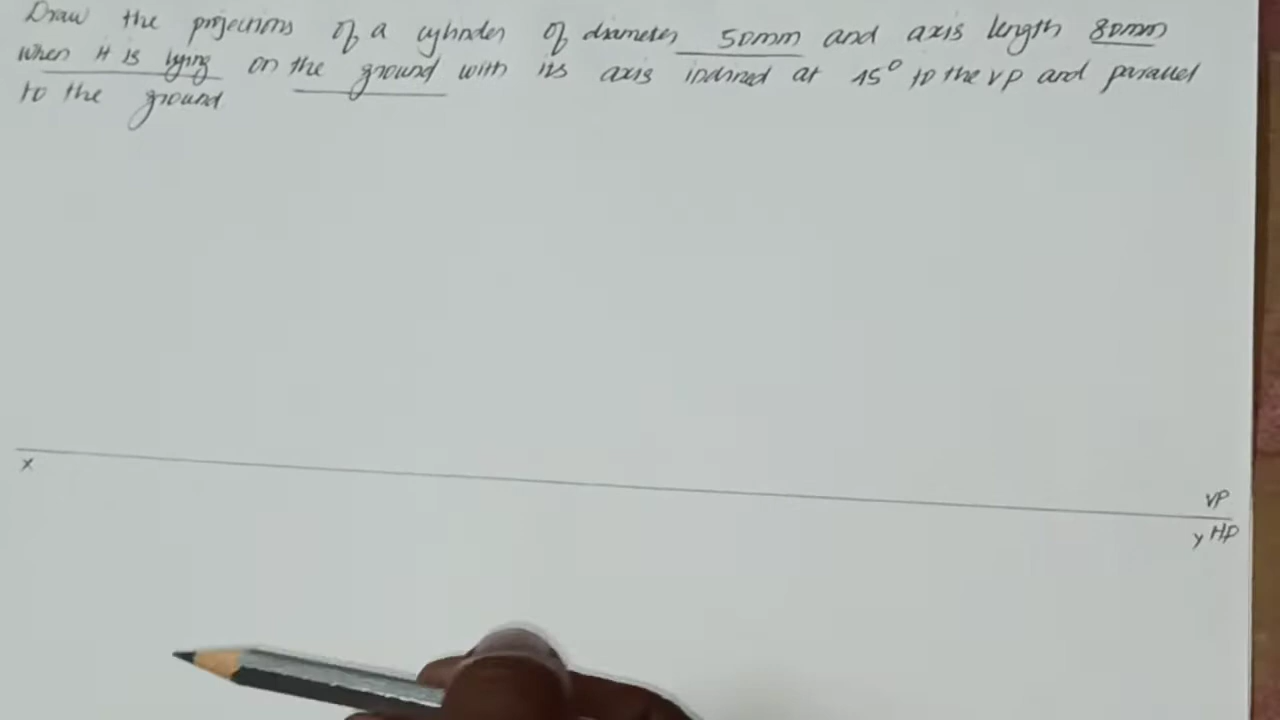 Draw the projections of a cylinder of diameter 50mm and axis length 80mm
when it is lying on the ground with its axis inclined at 45° to the VP and parallel
to the ground
x
VP
y HP